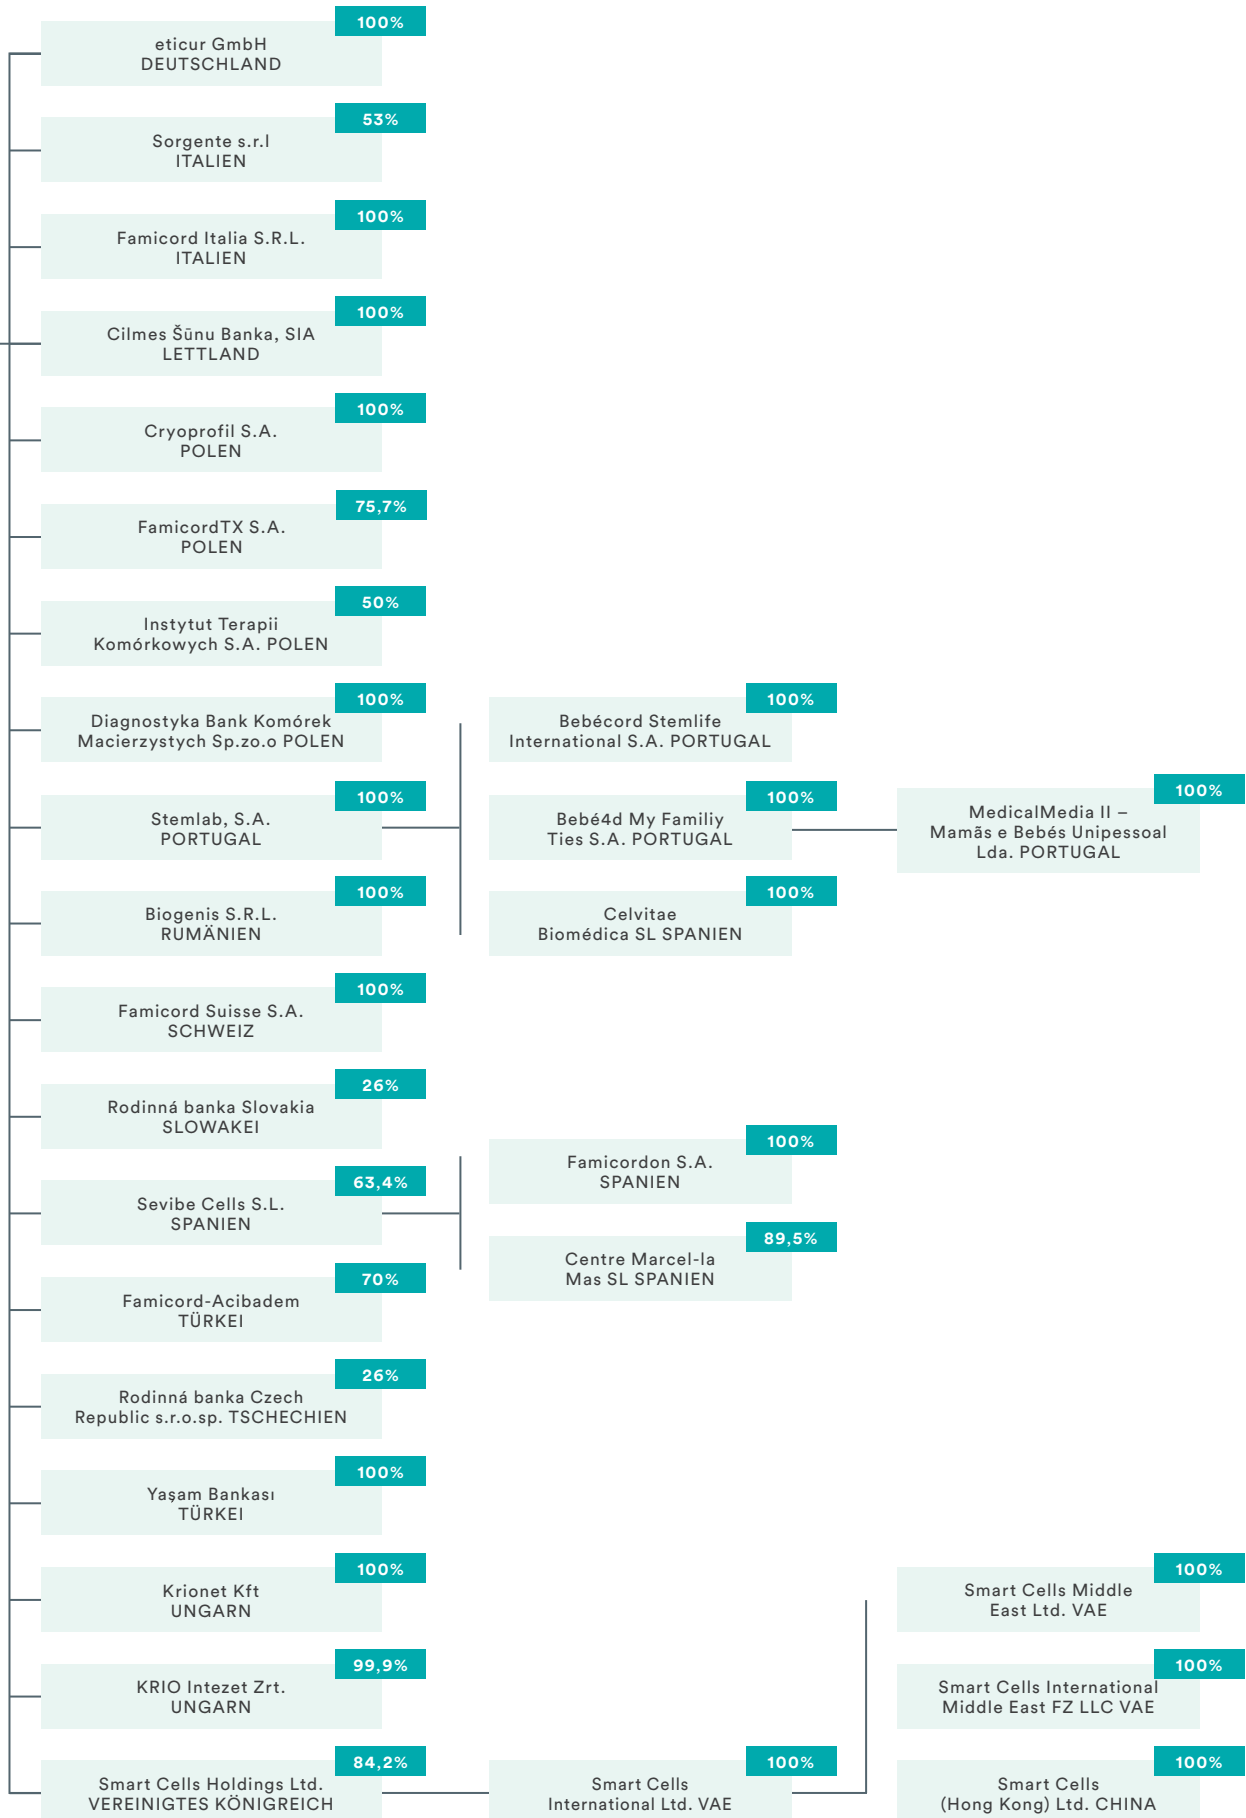 100%
eticur GmbH
DEUTSCHLAND
53%
Sorgente s.r.l
ITALIEN
100%
Famicord Italia S.R.L.
ITALIEN
100%
Cilmes Šūnu Banka, SIA
LETTLAND
100%
Cryoprofil S.A.
POLEN
75,7%
FamicordTX S.A.
POLEN
50%
Instytut Terapii
Komórkowych S.A. POLEN
100%
Diagnostyka Bank Komórek
Macierzystych Sp.zo.o POLEN
100%
Bebécord Stemlife
International S.A. PORTUGAL
100%
Stemlab, S.A.
PORTUGAL
100%
Bebé4d My Familiy
Ties S.A. PORTUGAL
100%
MedicalMedia II –
Mamãs e Bebés Unipessoal
Lda. PORTUGAL
100%
Biogenis S.R.L.
RUMÄNIEN
100%
Celvitae
Biomédica SL SPANIEN
100%
Famicord Suisse S.A.
SCHWEIZ
26%
Rodinná banka Slovakia
SLOWAKEI
100%
Famicordon S.A.
SPANIEN
63,4%
Sevibe Cells S.L.
SPANIEN
89,5%
Centre Marcel-la
Mas SL SPANIEN
70%
Famicord-Acibadem
TÜRKEI
26%
Rodinná banka Czech
Republic s.r.o.sp. TSCHECHIEN
100%
Yaşam Bankası
TÜRKEI
100%
Krionet Kft
UNGARN
100%
Smart Cells Middle
East Ltd. VAE
99,9%
KRIO Intezet Zrt.
UNGARN
100%
Smart Cells International
Middle East FZ LLC VAE
84,2%
Smart Cells Holdings Ltd.
VEREINIGTES KÖNIGREICH
100%
Smart Cells
International Ltd. VAE
100%
Smart Cells
(Hong Kong) Ltd. CHINA